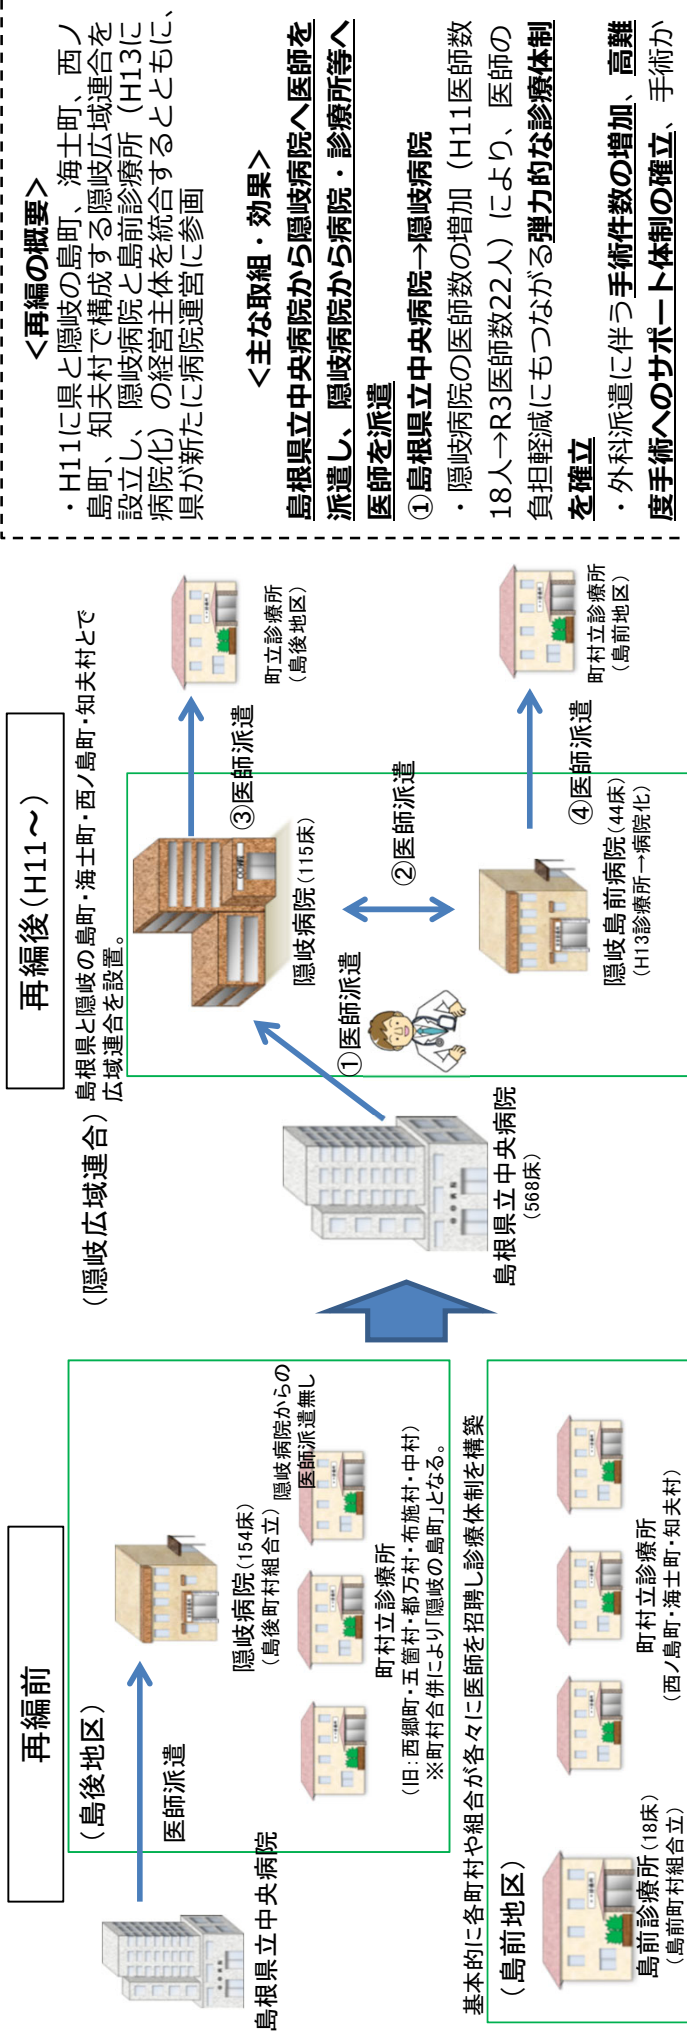 再編前
(島後地区)
島根県立中央病院
医師派遣
隠岐病院(154床)
(島後町村組合立)
隠岐病院からの
医師派遣無し
町村立診療所
(旧:西郷町・五箇村・都万村・布施村・中村)
※町村合併により「隠岐の島町」となる。
基本的に各町村や組合が各々に医師を招聘し診療体制を構築
(島前地区)
島前診療所(18床)
(島前町村組合立)
町村立診療所
(西ノ島町・海士町・知夫村)
再編後(H11~)
(隠岐広域連合)
島根県と隠岐の島町・海士町・西ノ島町・知夫村とで
広域連合を設置。
島根県立中央病院
(568床)
①医師派遣
隠岐病院(115床)
②医師派遣
隠岐島前病院(44床)
(H13診療所→病院化)
③医師派遣
町立診療所
(島後地区)
④医師派遣
町村立診療所
(島前地区)
<再編の概要>
・H11に県と隠岐の島町、海士町、西ノ
島町、知夫村で構成する隠岐広域連合を
設立し、隠岐病院と島前診療所(H13に
病院化)の経営主体を統合するとともに、
県が新たに病院運営に参画
<主な取組・効果>
島根県立中央病院から隠岐病院へ医師を
派遣し、隠岐病院から病院・診療所等へ
医師を派遣
①島根県立中央病院→隠岐病院
・隠岐病院の医師数の増加(H11医師数
18人→R3医師数22人)により、医師の
負担軽減にもつながる弾力的な診療体制
を確立
・外科派遣に伴う手術件数の増加、高難
度手術へのサポート体制の確立、手術か